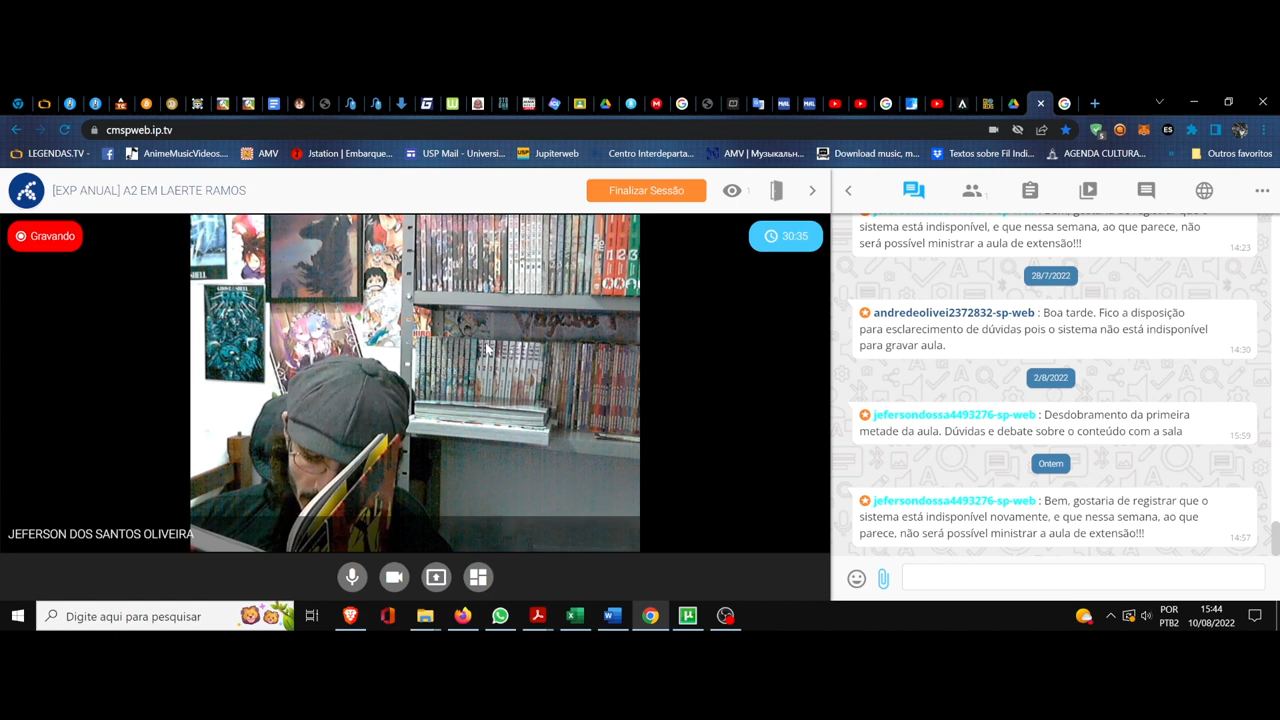 cmspweb.ip.tv
LEGENDAS.TV -
AnimeMusicVideos....
AMV
Jstation | Embarque...
USP Mail - Universi...
Jupiterweb
Centro Interdeparta...
AMV | Музыкальн...
Download music, m...
Textos sobre Fil Indi...
AGENDA CULTURA...
»
Outros favoritos
[EXP ANUAL] A2 EM LAERTE RAMOS
Finalizar Sessão
1
1
Gravando
30:35
JEFERSON DOS SANTOS OLIVEIRA
sistema está indisponível, e que nessa semana, ao que parece, não
será possível ministrar a aula de extensão!!!
14:23
28/7/2022
andredeolivei2372832-sp-web : Boa tarde. Fico a disposição
para esclarecimento de dúvidas pois o sistema não está indisponível
para gravar aula.
14:30
2/8/2022
jefersondossa4493276-sp-web : Desdobramento da primeira
metade da aula. Dúvidas e debate sobre o conteúdo com a sala
15:59
Ontem
jefersondossa4493276-sp-web : Bem, gostaria de registrar que o
sistema está indisponível novamente, e que nessa semana, ao que
parece, não será possível ministrar a aula de extensão!!!
14:57
Digite aqui para pesquisar
POR
PTB2
15:44
10/08/2022